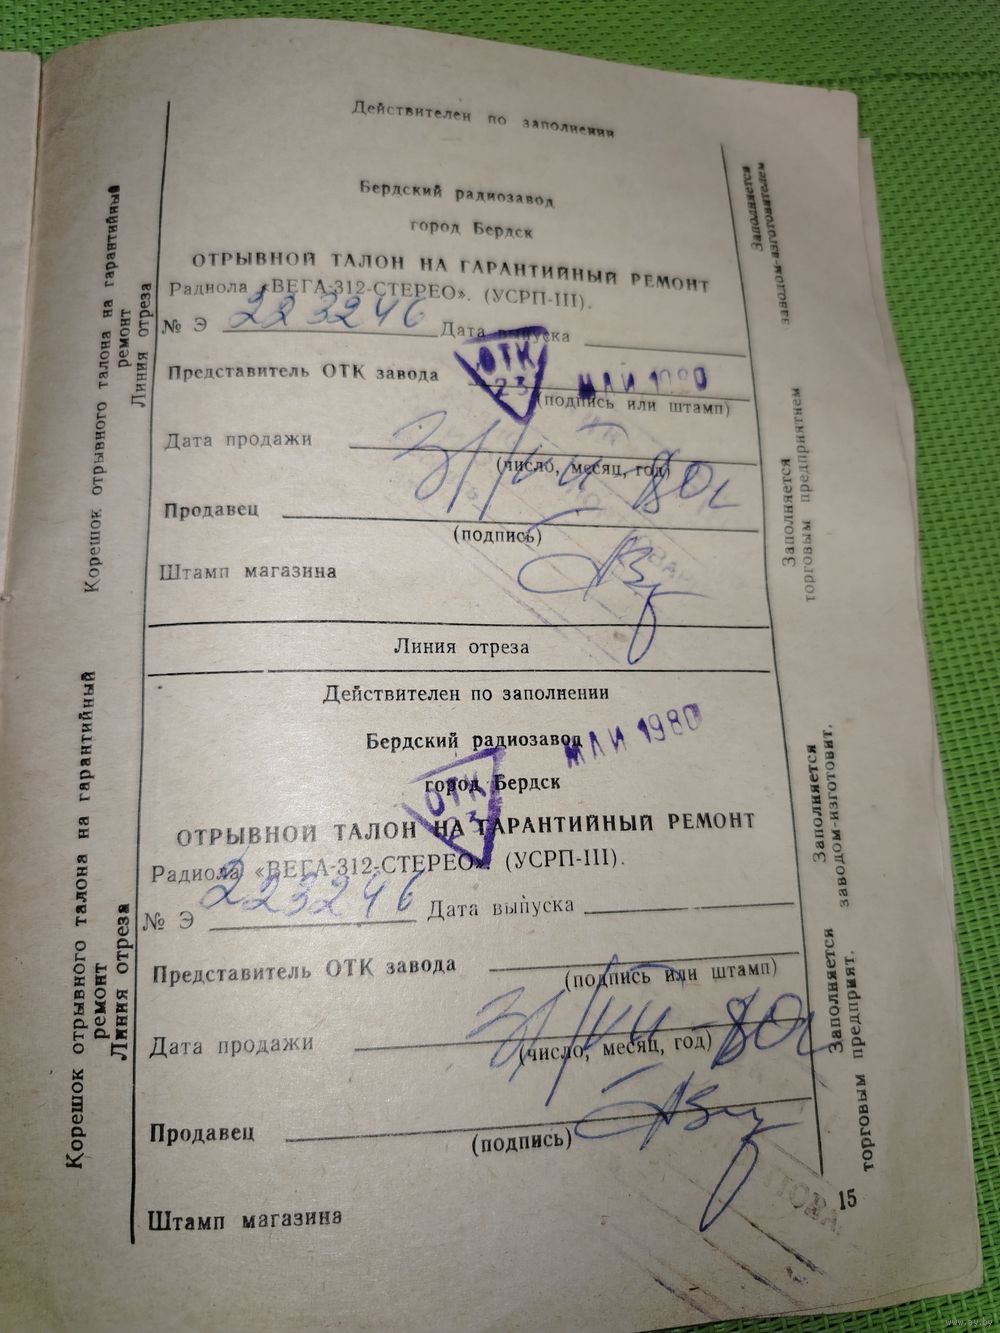 Действителен по заполнении
Бердский радиозавод
город Бердск
ОТРЫВНОЙ ТАЛОН НА ГАРАНТИЙНЫЙ РЕМОНТ
Радиола «ВЕГА-312-СТЕРЕО». (УСРП-III).
№ Э 223246 Дата выпуска
ОТК
23
МАЙ 1980
Представитель ОТК завода
(подпись или штамп)
Дата продажи
(число, месяц, год)
Продавец
(подпись)
Штамп магазина
Линия отреза
Действителен по заполнении
МАЙ 1980
Бердский радиозавод
город Бердск
ОТК
23
ОТРЫВНОЙ ТАЛОН НА ГАРАНТИЙНЫЙ РЕМОНТ
Радиола «ВЕГА-312-СТЕРЕО». (УСРП-III).
№ Э 223246 Дата выпуска
Представитель ОТК завода
(подпись или штамп)
Дата продажи
(число, месяц, год)
Продавец
(подпись)
Штамп магазина
15
Корешок отрывного талона на гарантийный
ремонт
Линия отреза
Корешок отрывного талона на гарантийный
ремонт
Линия отреза
Заполняется
заводом-изготовителем
Заполняется
торговым предприятием
Заполняется
заводом-изготовит.
Заполняется
торговым предприят.
www.ay.by